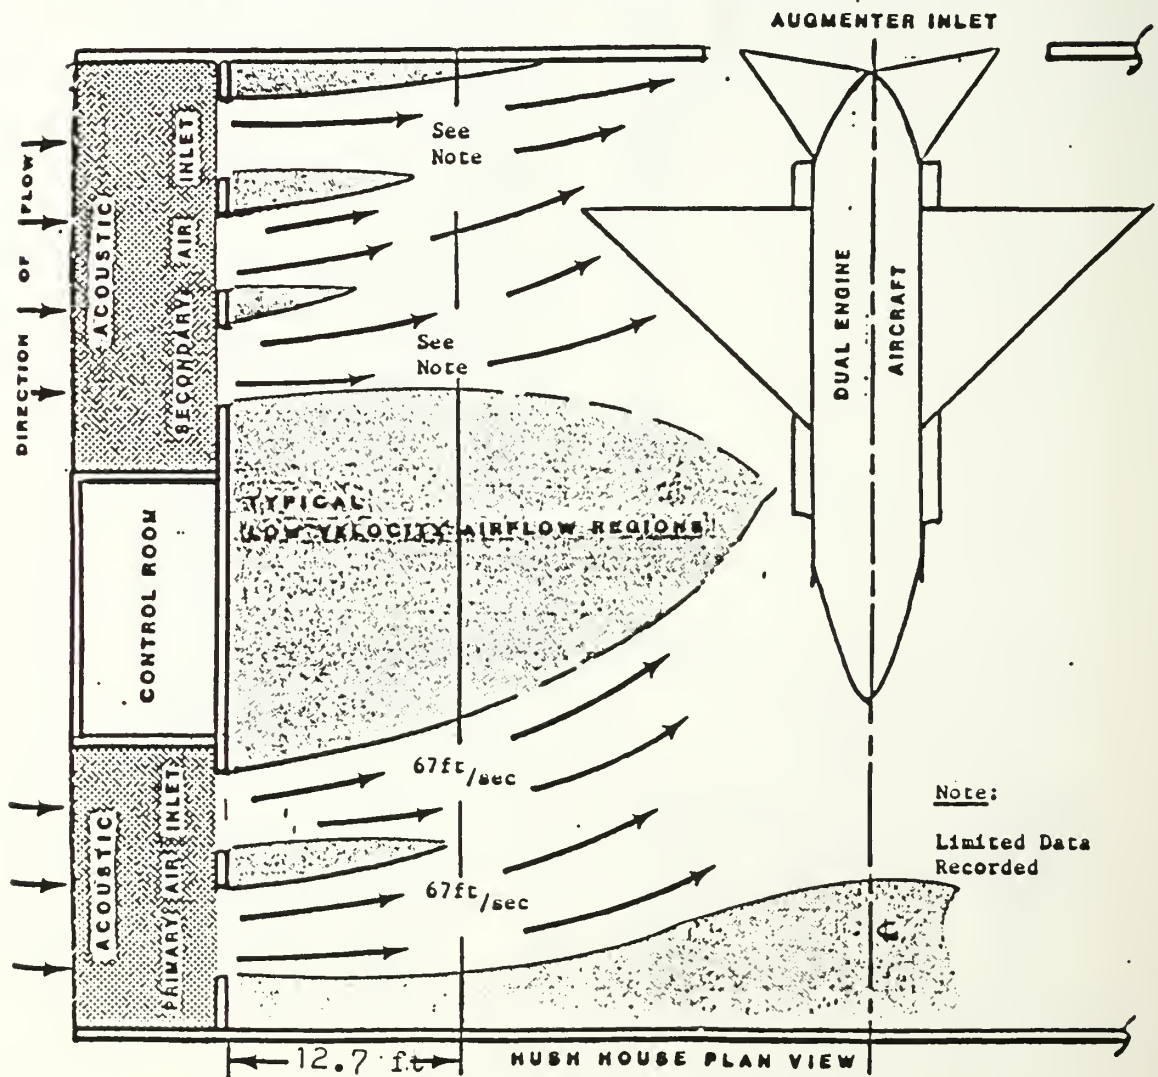 AUGMENTER INLET
DIRECTION OF FLOW
ACOUSTIC
SECONDARY AIR INLET
See
Note
See
Note
DUAL ENGINE
AIRCRAFT
TYPICAL
LOW VELOCITY AIRFLOW REGIONS
CONTROL ROOM
67ft/sec
ACOUSTIC
PRIMARY AIR INLET
67ft/sec
Note:
Limited Data
Recorded
℄
12.7 ft
HUSH HOUSE PLAN VIEW